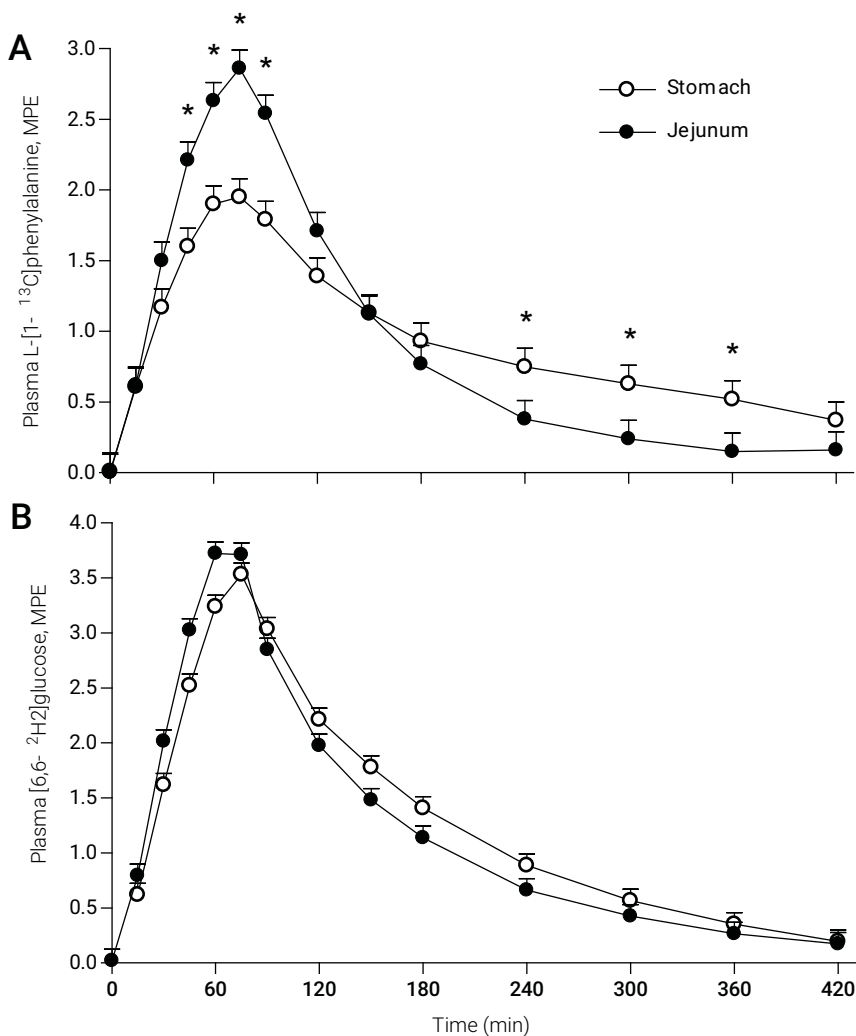 A
* * * * * * *
3.0
2.5
2.0
1.5
1.0
0.5
0.0
Plasma L-[1- ¹³C]phenylalanine, MPE
Stomach
Jejunum
B
4.0
3.5
3.0
2.5
2.0
1.5
1.0
0.5
0.0
Plasma [6,6- ²H2]glucose, MPE
0 60 120 180 240 300 360 420
Time (min)